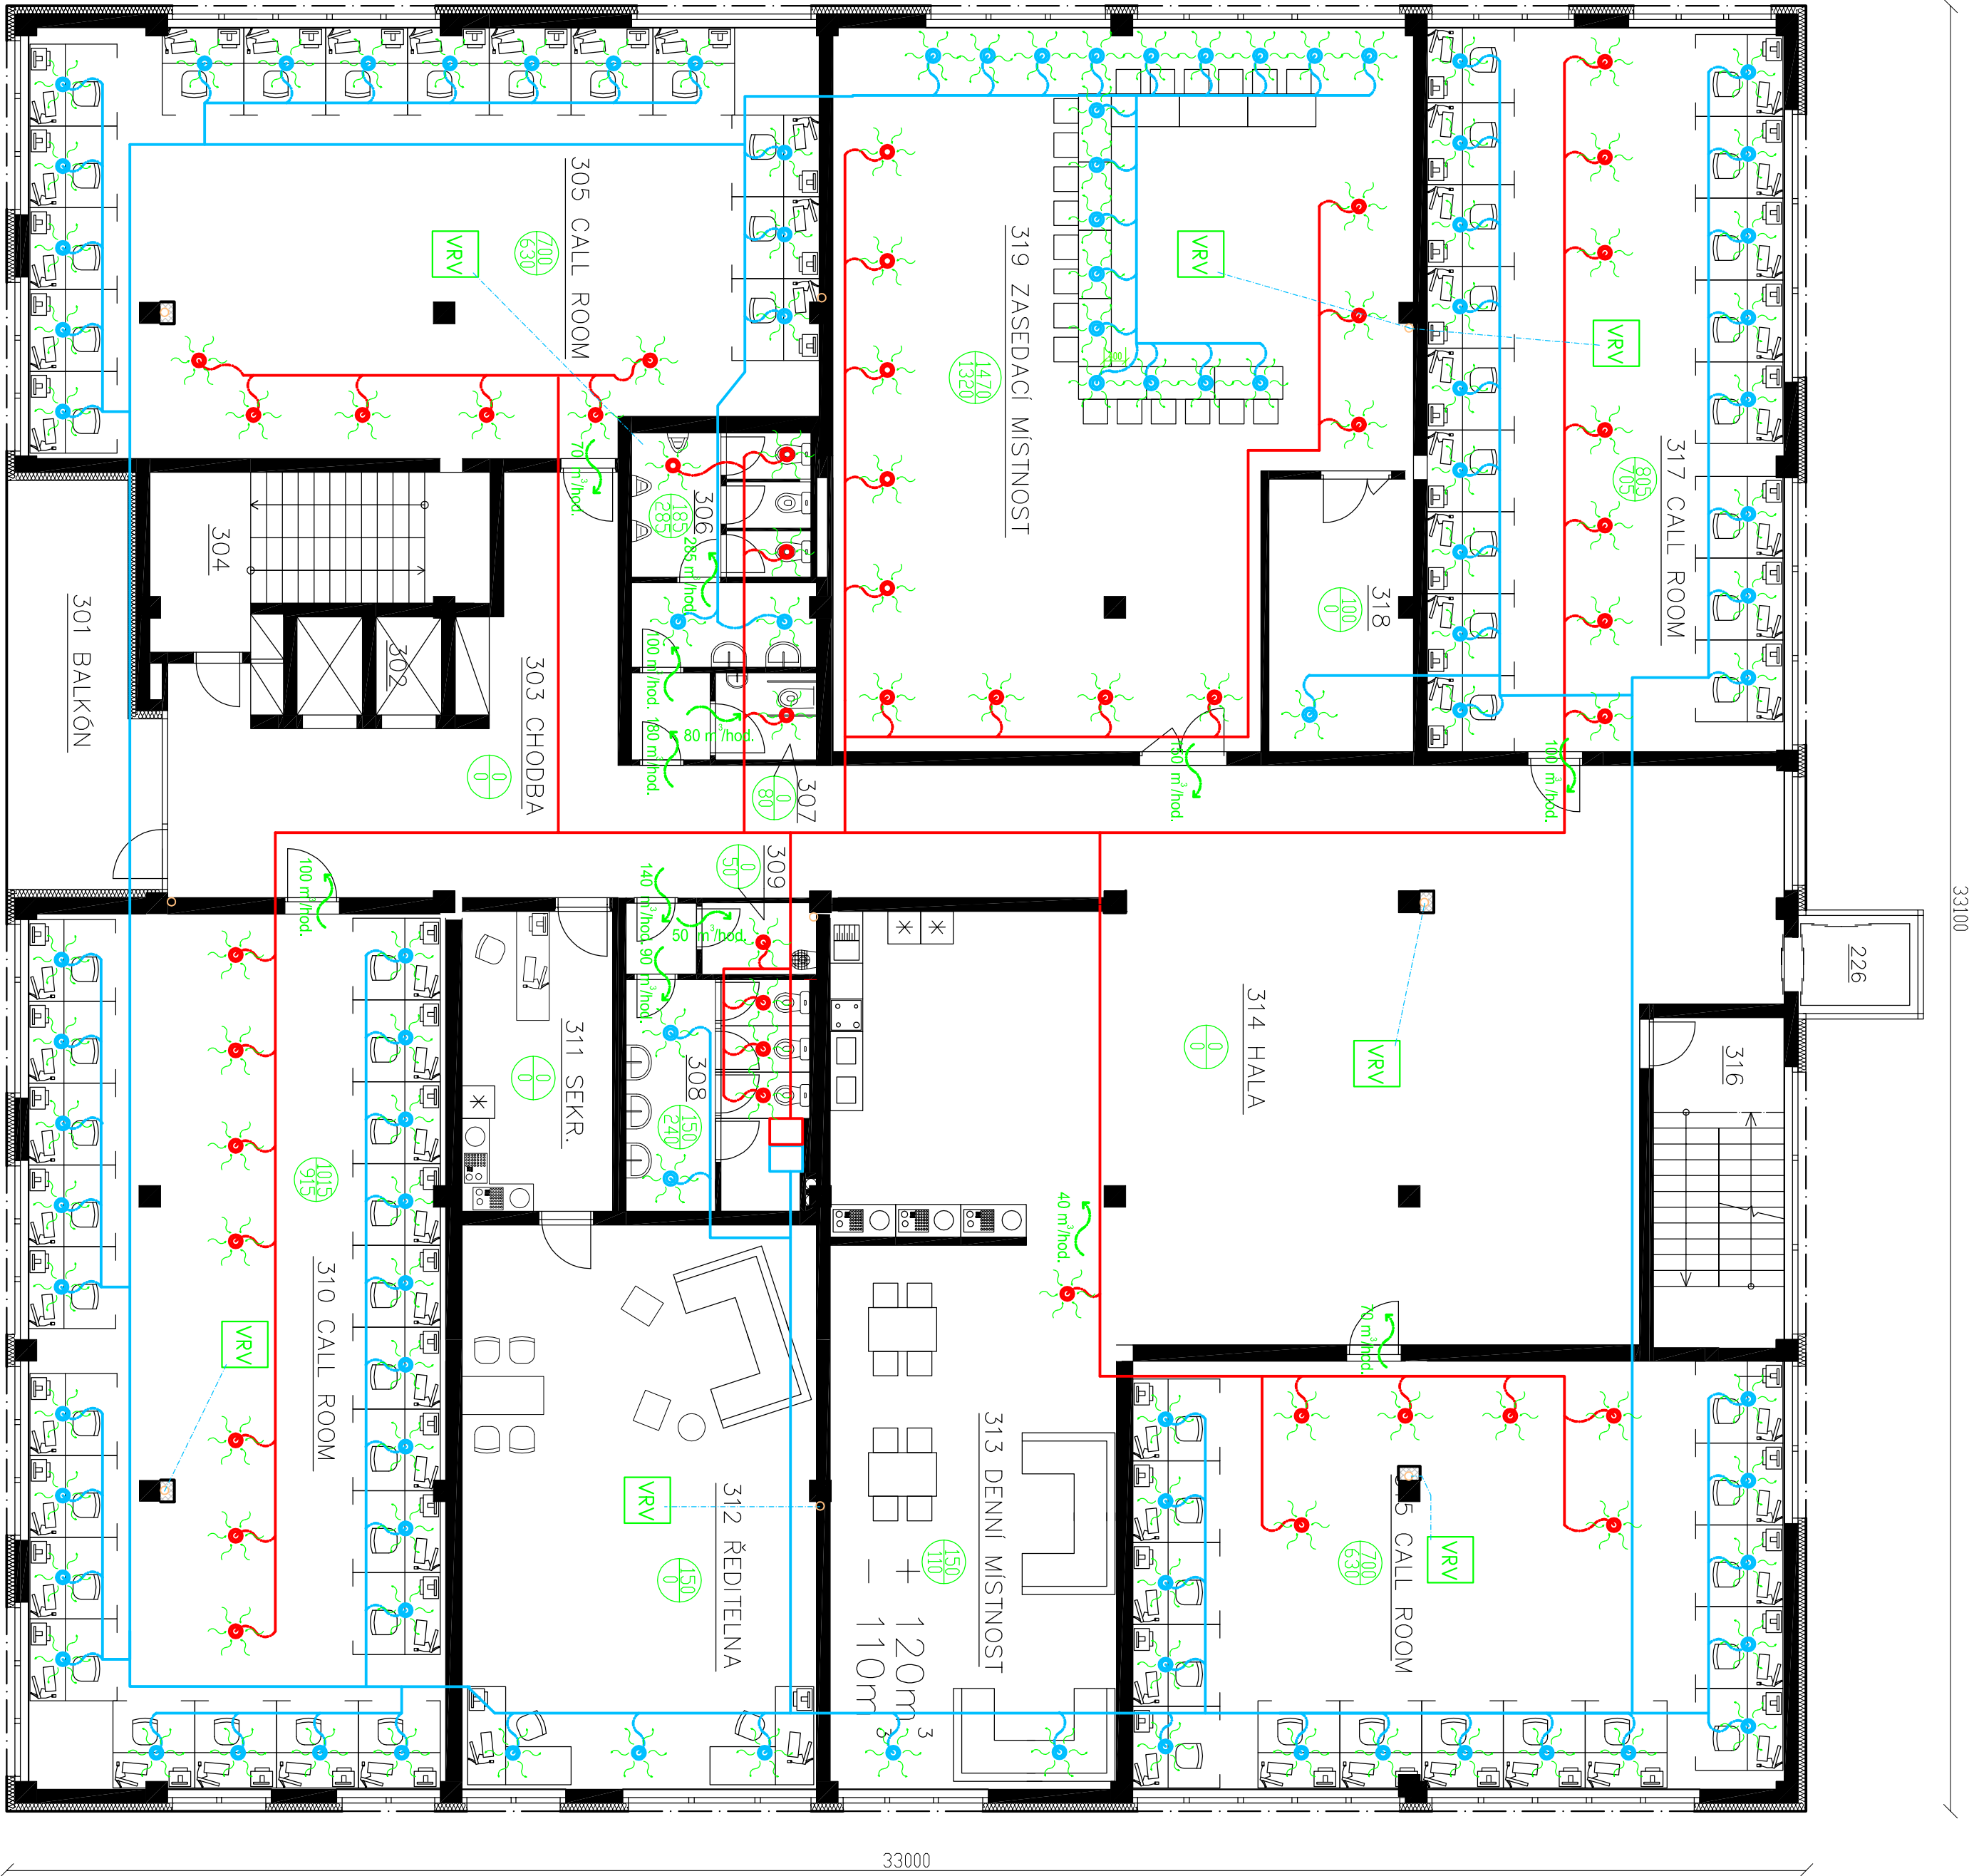 305 CALL ROOM
700
630
VRV
319 ZASEDACÍ MÍSTNOST
1470
1320
VRV
200
317 CALL ROOM
805
705
VRV
318
100
0
306
185
285
70 m³/hod.
285 m³/hod.
100 m³/hod.
180 m³/hod.
80 m³/hod.
150 m³/hod.
100 m³/hod.
304
302
301 BALKÓN
303 CHODBA
0
0
307
0
80
309
0
50
100 m³/hod.
140 m³/hod.
50 m³/hod.
90 m³/hod.
226
33100
316
314 HALA
0
0
VRV
311 SEKR.
0
0
308
150
240
310 CALL ROOM
1015
915
VRV
40 m³/hod.
70 m³/hod.
312 ŘEDITELNA
150
0
VRV
313 DENNÍ MÍSTNOST
150
110
+ 120m³
- 110m³
315 CALL ROOM
700
630
VRV
33000